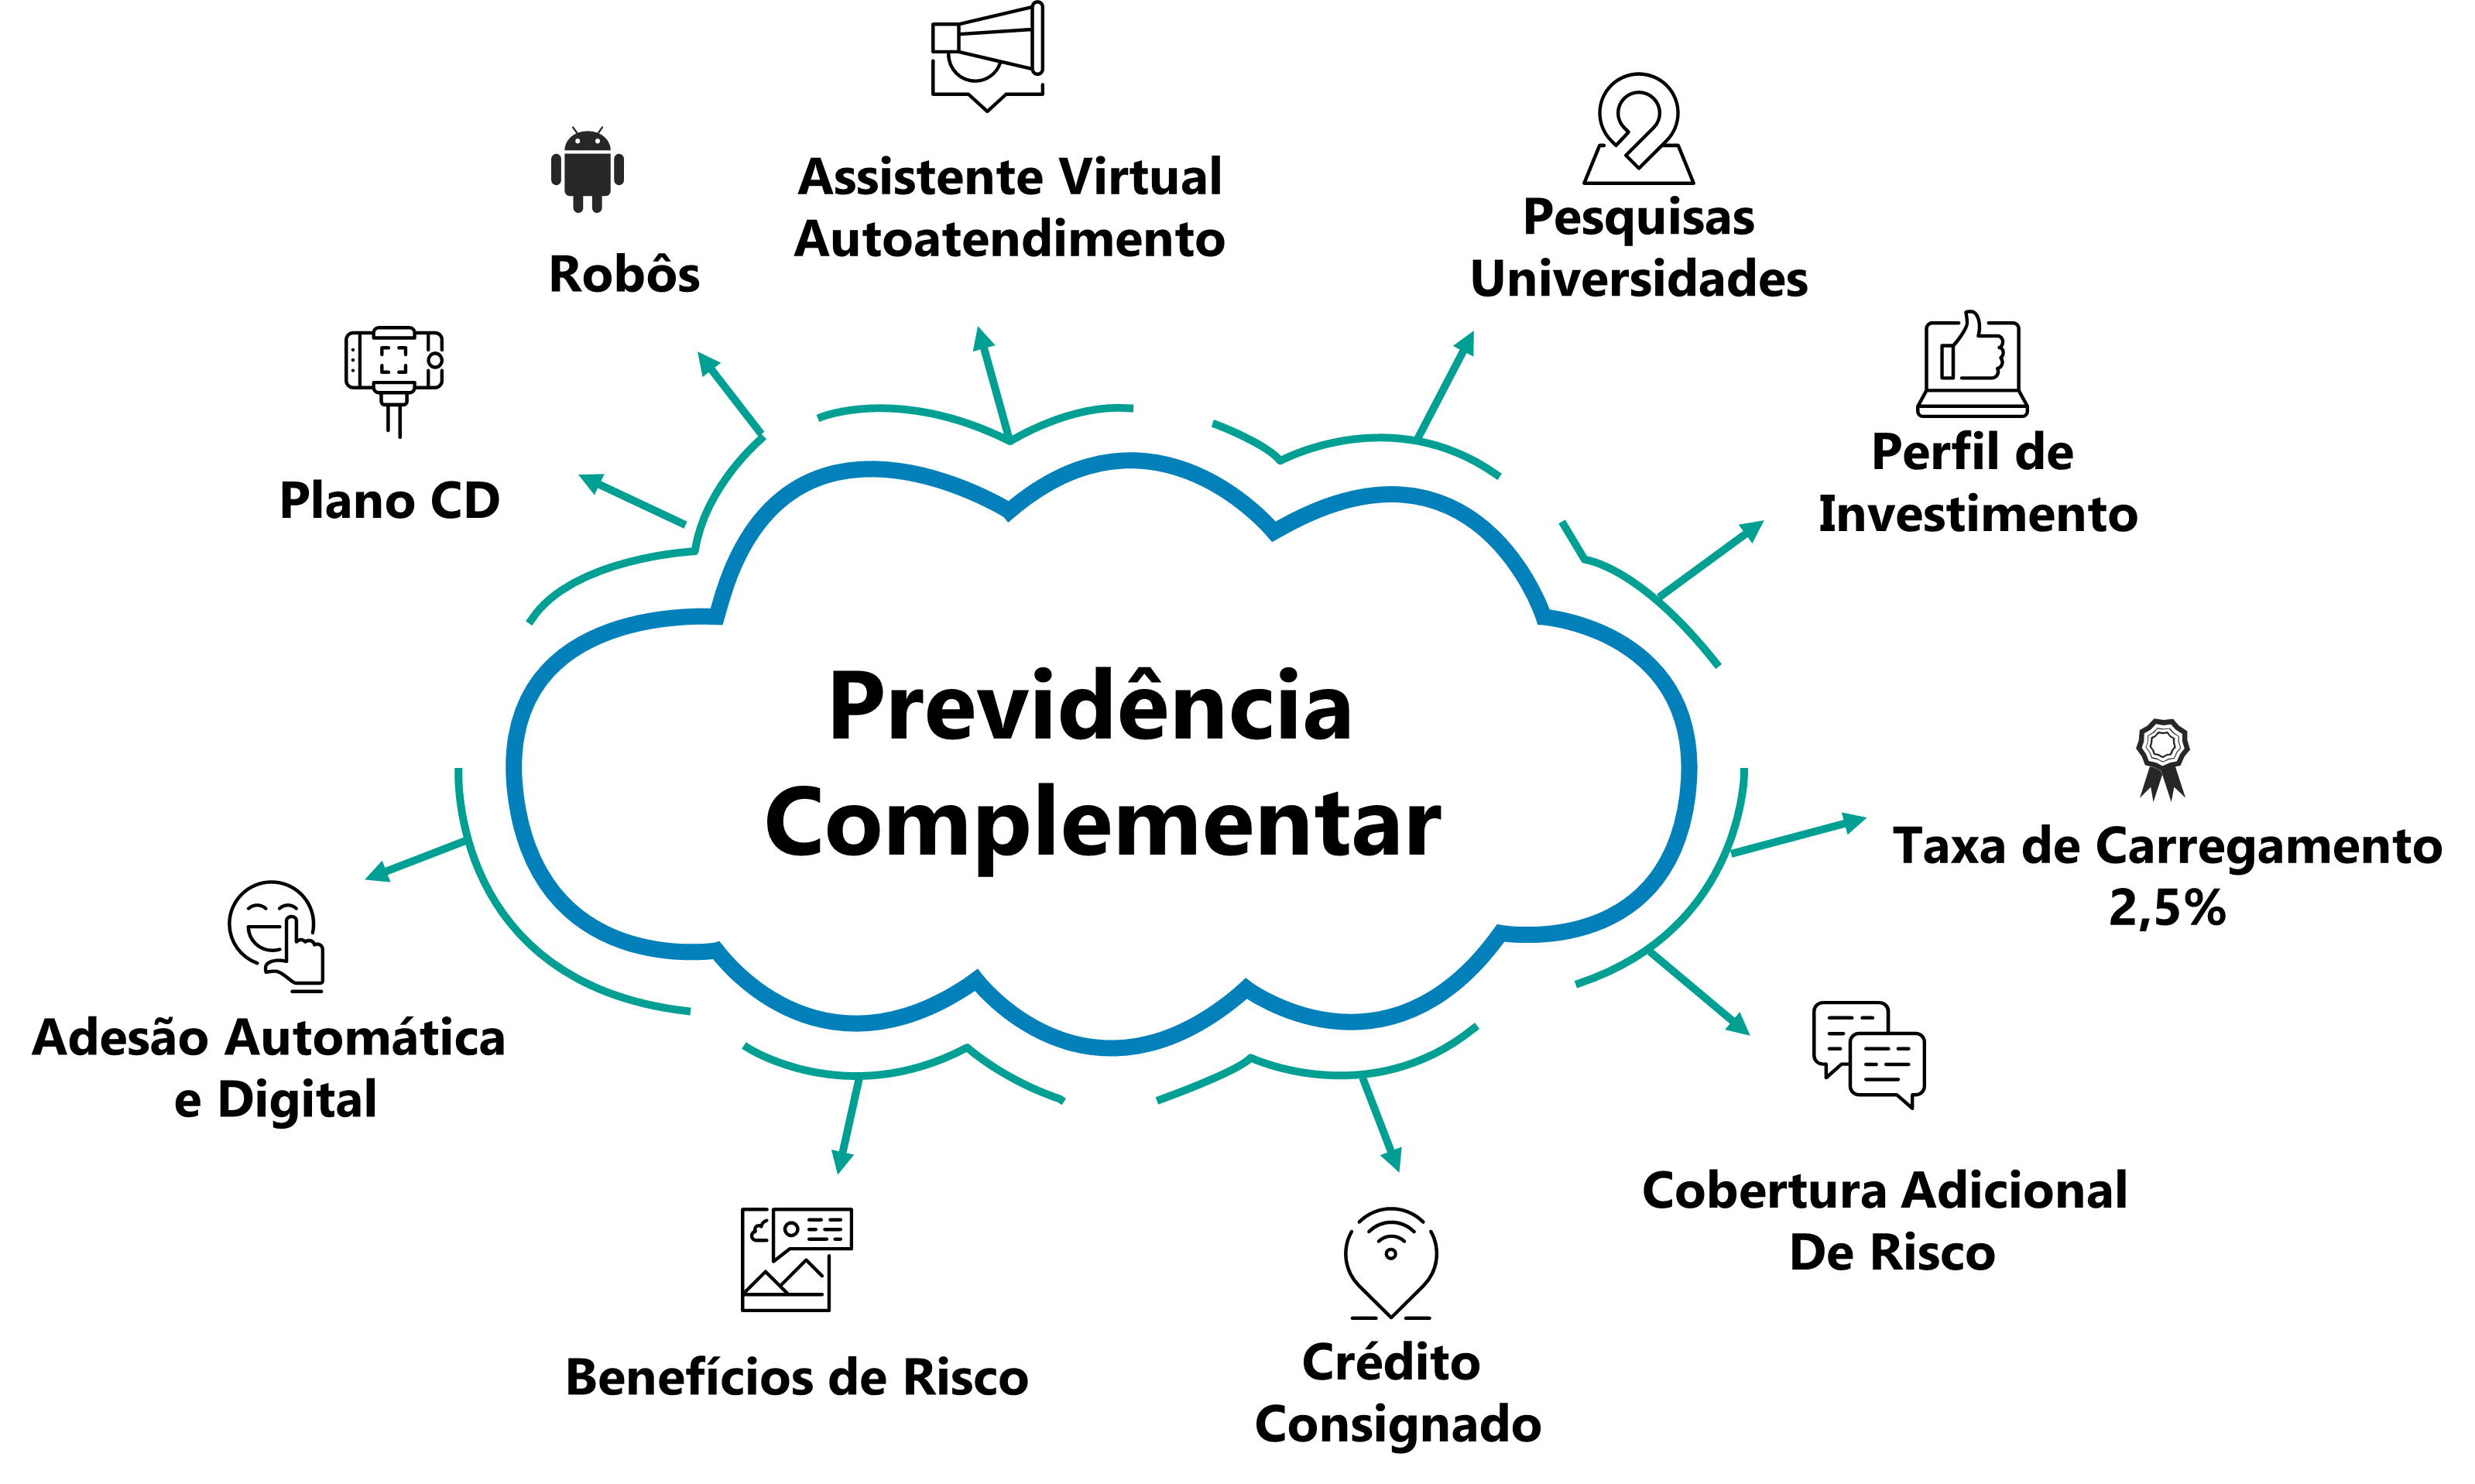 Assistente Virtual
Autoatendimento
Pesquisas
Universidades
Robôs
Perfil de
Investimento
Plano CD
Previdência
Complementar
Taxa de Carregamento
2,5%
Adesão Automática
e Digital
Cobertura Adicional
De Risco
Benefícios de Risco
Crédito
Consignado